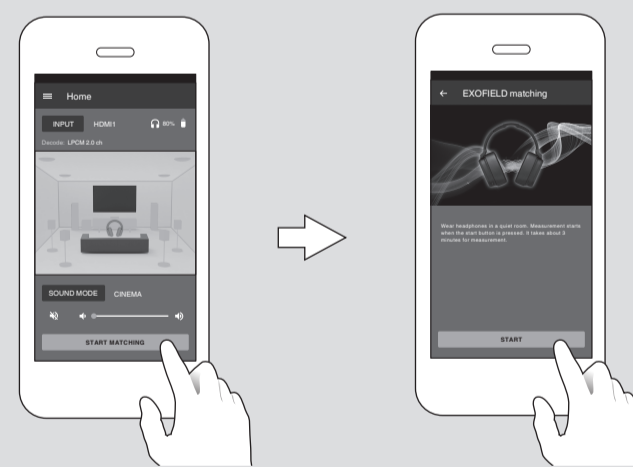 Home
INPUT HDMI1 80%
Decode: LPCM 2.0 ch
SOUND MODE CINEMA
START MATCHING
EXOFIELD matching
Wear headphones in a quiet room. Measurement starts
when the start button is pressed. It takes about 3
minutes for measurement.
START